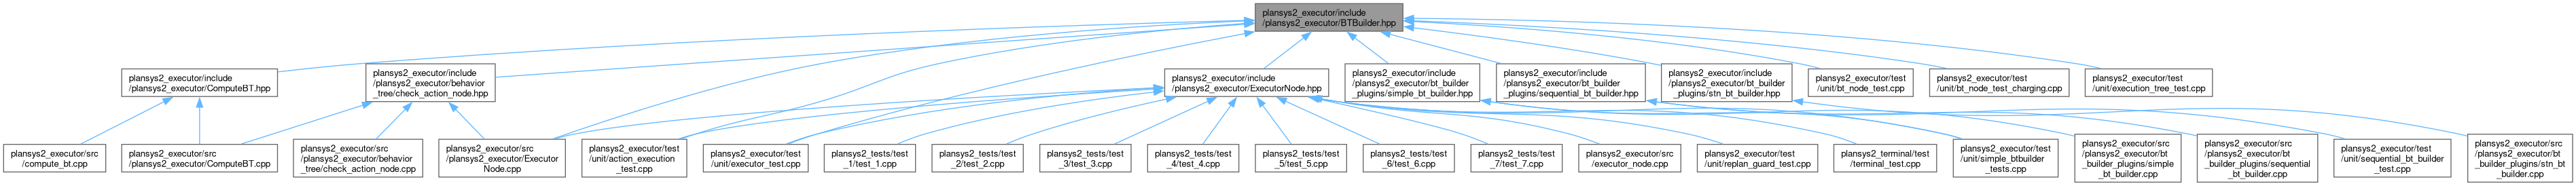 plansys2_executor/include
/plansys2_executor/BTBuilder.hpp
plansys2_executor/include
/plansys2_executor/ComputeBT.hpp
plansys2_executor/include
/plansys2_executor/behavior
_tree/check_action_node.hpp
plansys2_executor/include
/plansys2_executor/ExecutorNode.hpp
plansys2_executor/include
/plansys2_executor/bt_builder
_plugins/simple_bt_builder.hpp
plansys2_executor/include
/plansys2_executor/bt_builder
_plugins/sequential_bt_builder.hpp
plansys2_executor/include
/plansys2_executor/bt_builder
_plugins/stn_bt_builder.hpp
plansys2_executor/test
/unit/bt_node_test.cpp
plansys2_executor/test
/unit/bt_node_test_charging.cpp
plansys2_executor/test
/unit/execution_tree_test.cpp
plansys2_executor/src
/compute_bt.cpp
plansys2_executor/src
/plansys2_executor/ComputeBT.cpp
plansys2_executor/src
/plansys2_executor/behavior
_tree/check_action_node.cpp
plansys2_executor/src
/plansys2_executor/Executor
Node.cpp
plansys2_executor/test
/unit/action_execution
_test.cpp
plansys2_executor/test
/unit/executor_test.cpp
plansys2_tests/test
_1/test_1.cpp
plansys2_tests/test
_2/test_2.cpp
plansys2_tests/test
_3/test_3.cpp
plansys2_tests/test
_4/test_4.cpp
plansys2_tests/test
_5/test_5.cpp
plansys2_tests/test
_6/test_6.cpp
plansys2_tests/test
_7/test_7.cpp
plansys2_executor/src
/executor_node.cpp
plansys2_executor/test
/unit/replan_guard_test.cpp
plansys2_terminal/test
/terminal_test.cpp
plansys2_executor/test
/unit/simple_btbuilder
_tests.cpp
plansys2_executor/src
/plansys2_executor/bt
_builder_plugins/simple
_bt_builder.cpp
plansys2_executor/src
/plansys2_executor/bt
_builder_plugins/sequential
_bt_builder.cpp
plansys2_executor/test
/unit/sequential_bt_builder
_test.cpp
plansys2_executor/src
/plansys2_executor/bt
_builder_plugins/stn_bt
_builder.cpp